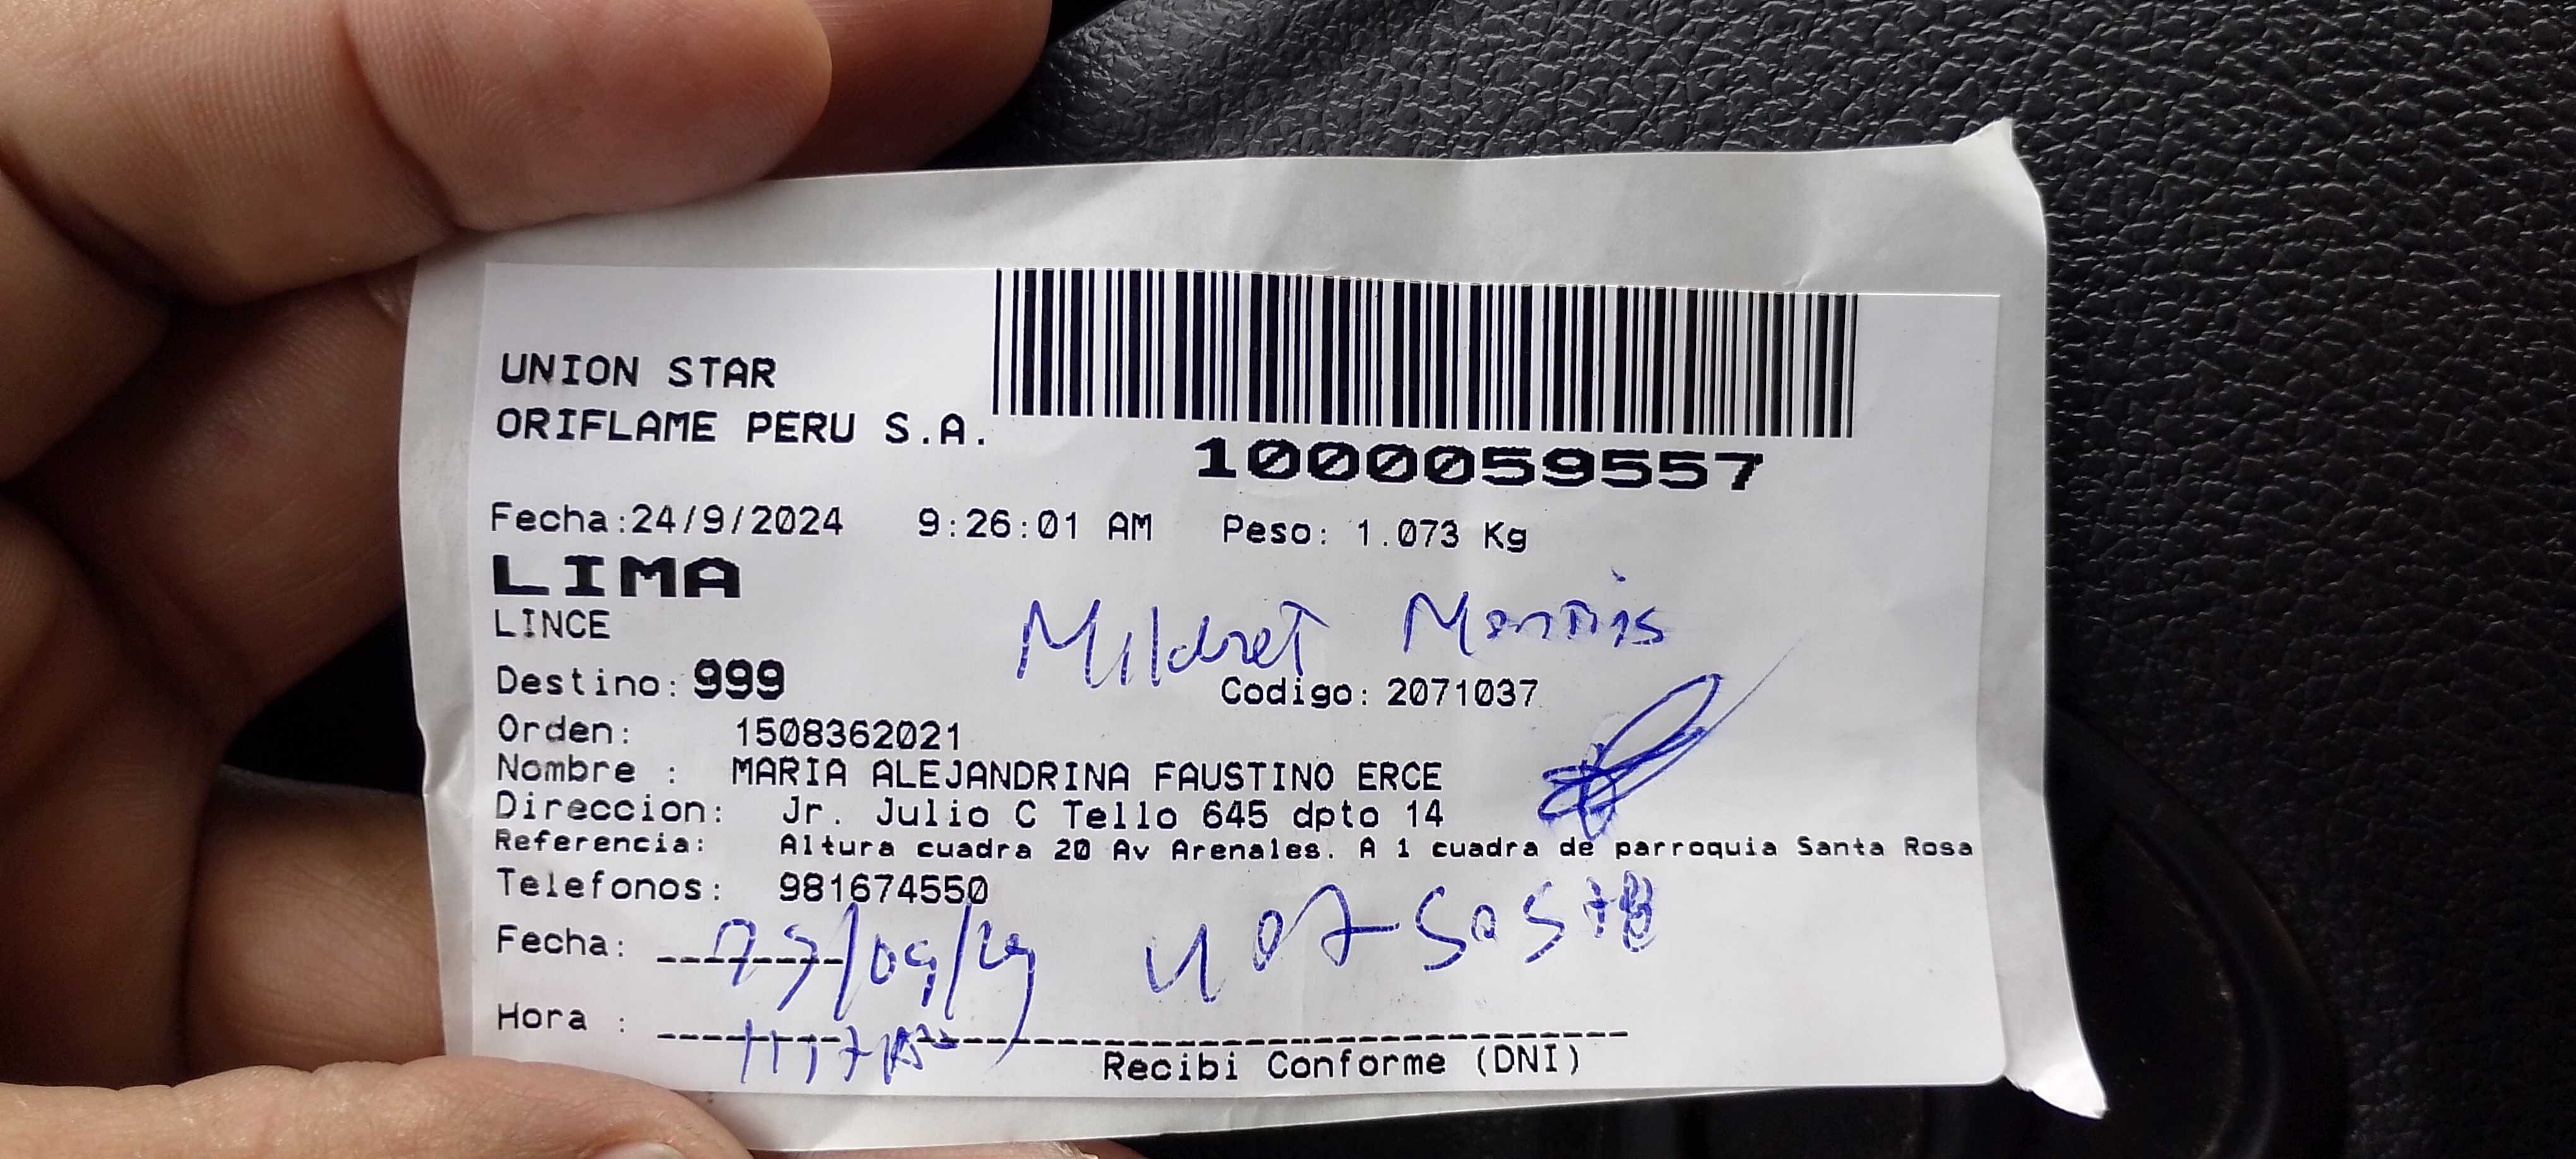 UNION STAR
ORIFLAME PERU S.A.
1000059557
Fecha:24/9/2024 9:26:01 AM Peso: 1.073 Kg
LIMA
LINCE
Mildret
Destino: 999 Codigo: 2071037
Orden: 1508362021
Nombre : MARIA ALEJANDRINA FAUSTINO ERCE
Direccion: Jr. Julio C Tello 645 dpto 14
Referencia: Altura cuadra 20 Av Arenales. A 1 cuadra de parroquia Santa Rosa
Telefonos: 981674550
Fecha:
Hora :
Recibi Conforme (DNI)